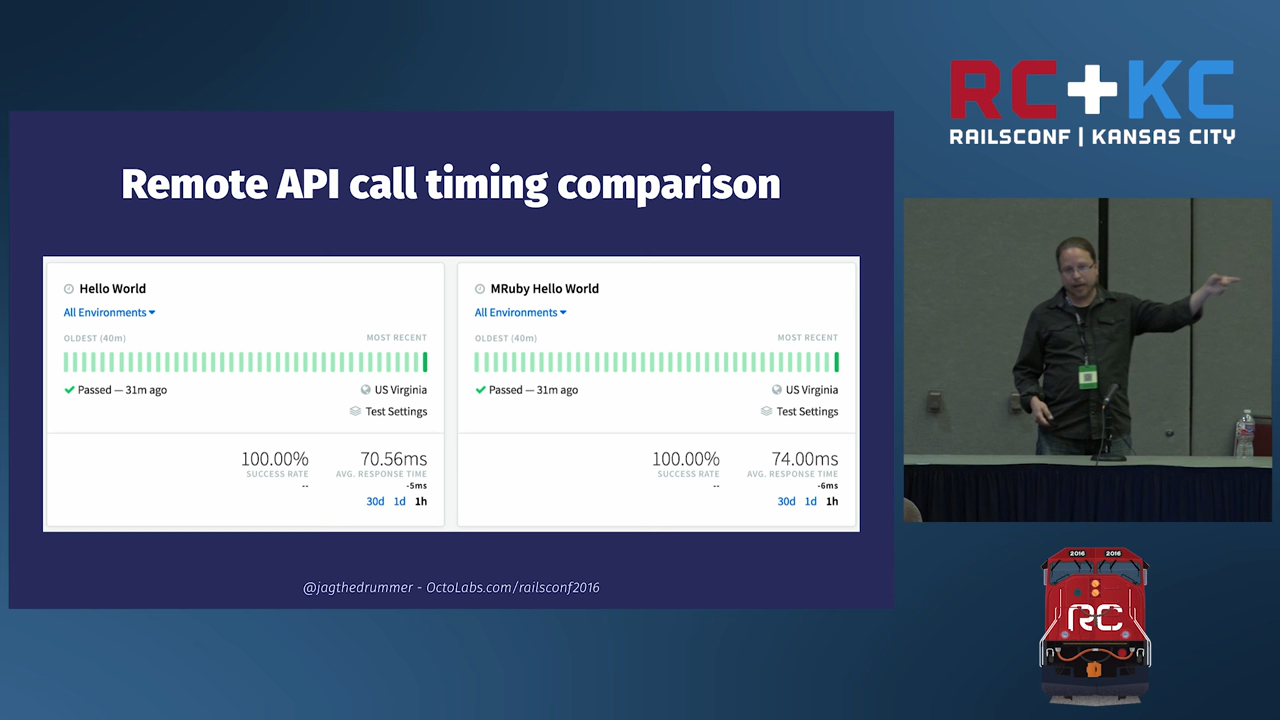 RC+KC
RAILSCONF | KANSAS CITY
Remote API call timing comparison
Hello World
All Environments
OLDEST (40m) MOST RECENT
Passed — 31m ago US Virginia
Test Settings
100.00% 70.56ms
SUCCESS RATE AVG. RESPONSE TIME
-- -5ms
30d 1d 1h
MRuby Hello World
All Environments
OLDEST (40m) MOST RECENT
Passed — 31m ago US Virginia
Test Settings
100.00% 74.00ms
SUCCESS RATE AVG. RESPONSE TIME
-- -6ms
30d 1d 1h
@jagthedrummer - OctoLabs.com/railsconf2016
2016 2016
RC